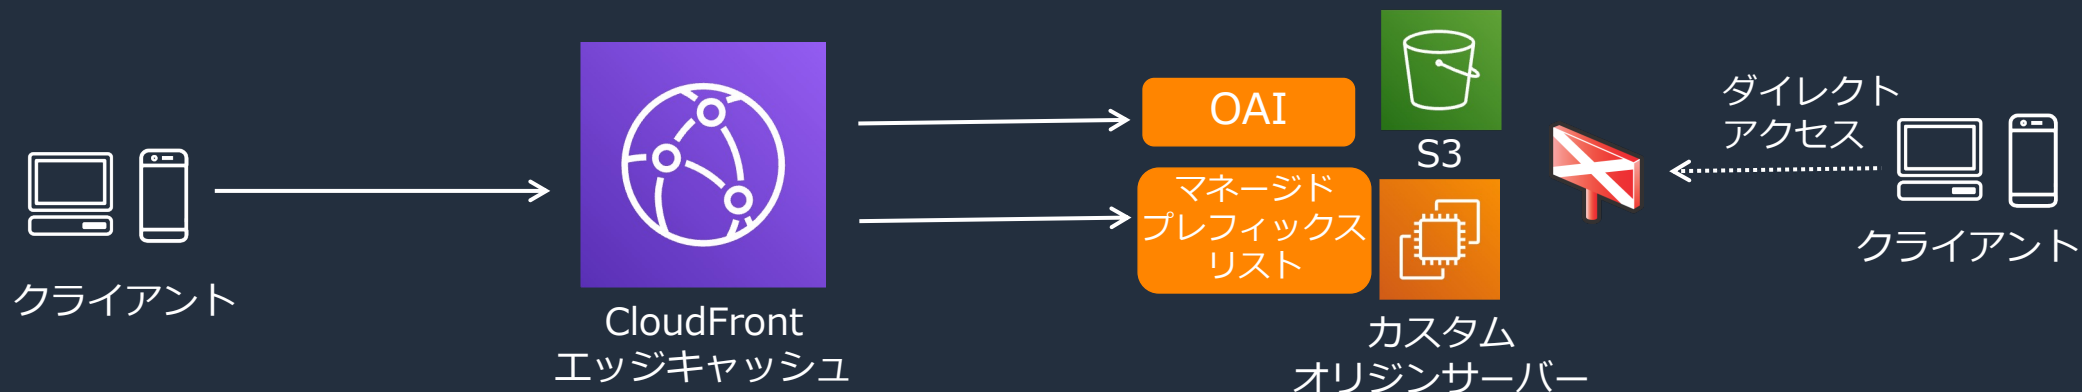 クライアント
CloudFront
エッジキャッシュ
OAI
マネージド
プレフィックス
リスト
S3
カスタム
オリジンサーバー
ダイレクト
アクセス
クライアント